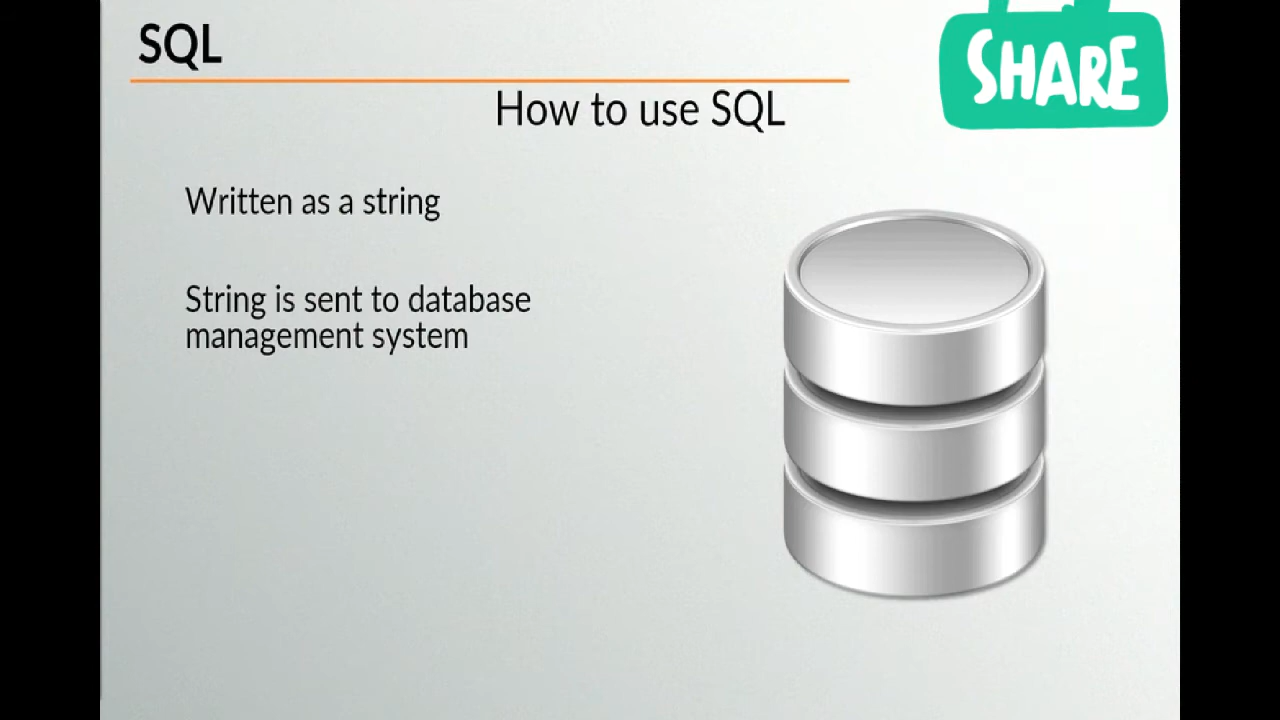 SQL
SHARE
How to use SQL
Written as a string
String is sent to database
management system